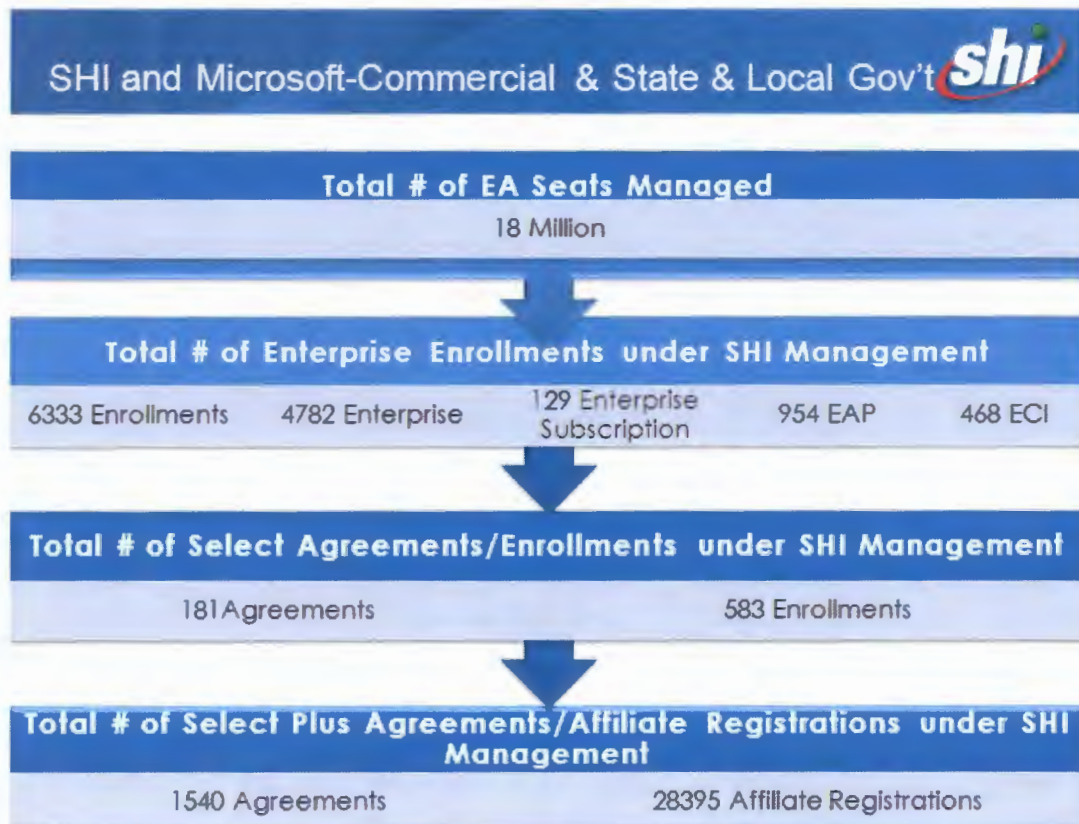 SHI and Microsoft-Commercial & State & Local Gov't
shi
Total # of EA Seats Managed
18 Million
Total # of Enterprise Enrollments under SHI Management
6333 Enrollments 4782 Enterprise 129 Enterprise Subscription 954 EAP 468 ECI
Total # of Select Agreements/Enrollments under SHI Management
181Agreements 583 Enrollments
Total # of Select Plus Agreements/Affiliate Registrations under SHI
Management
1540 Agreements 28395 Affiliate Registrations